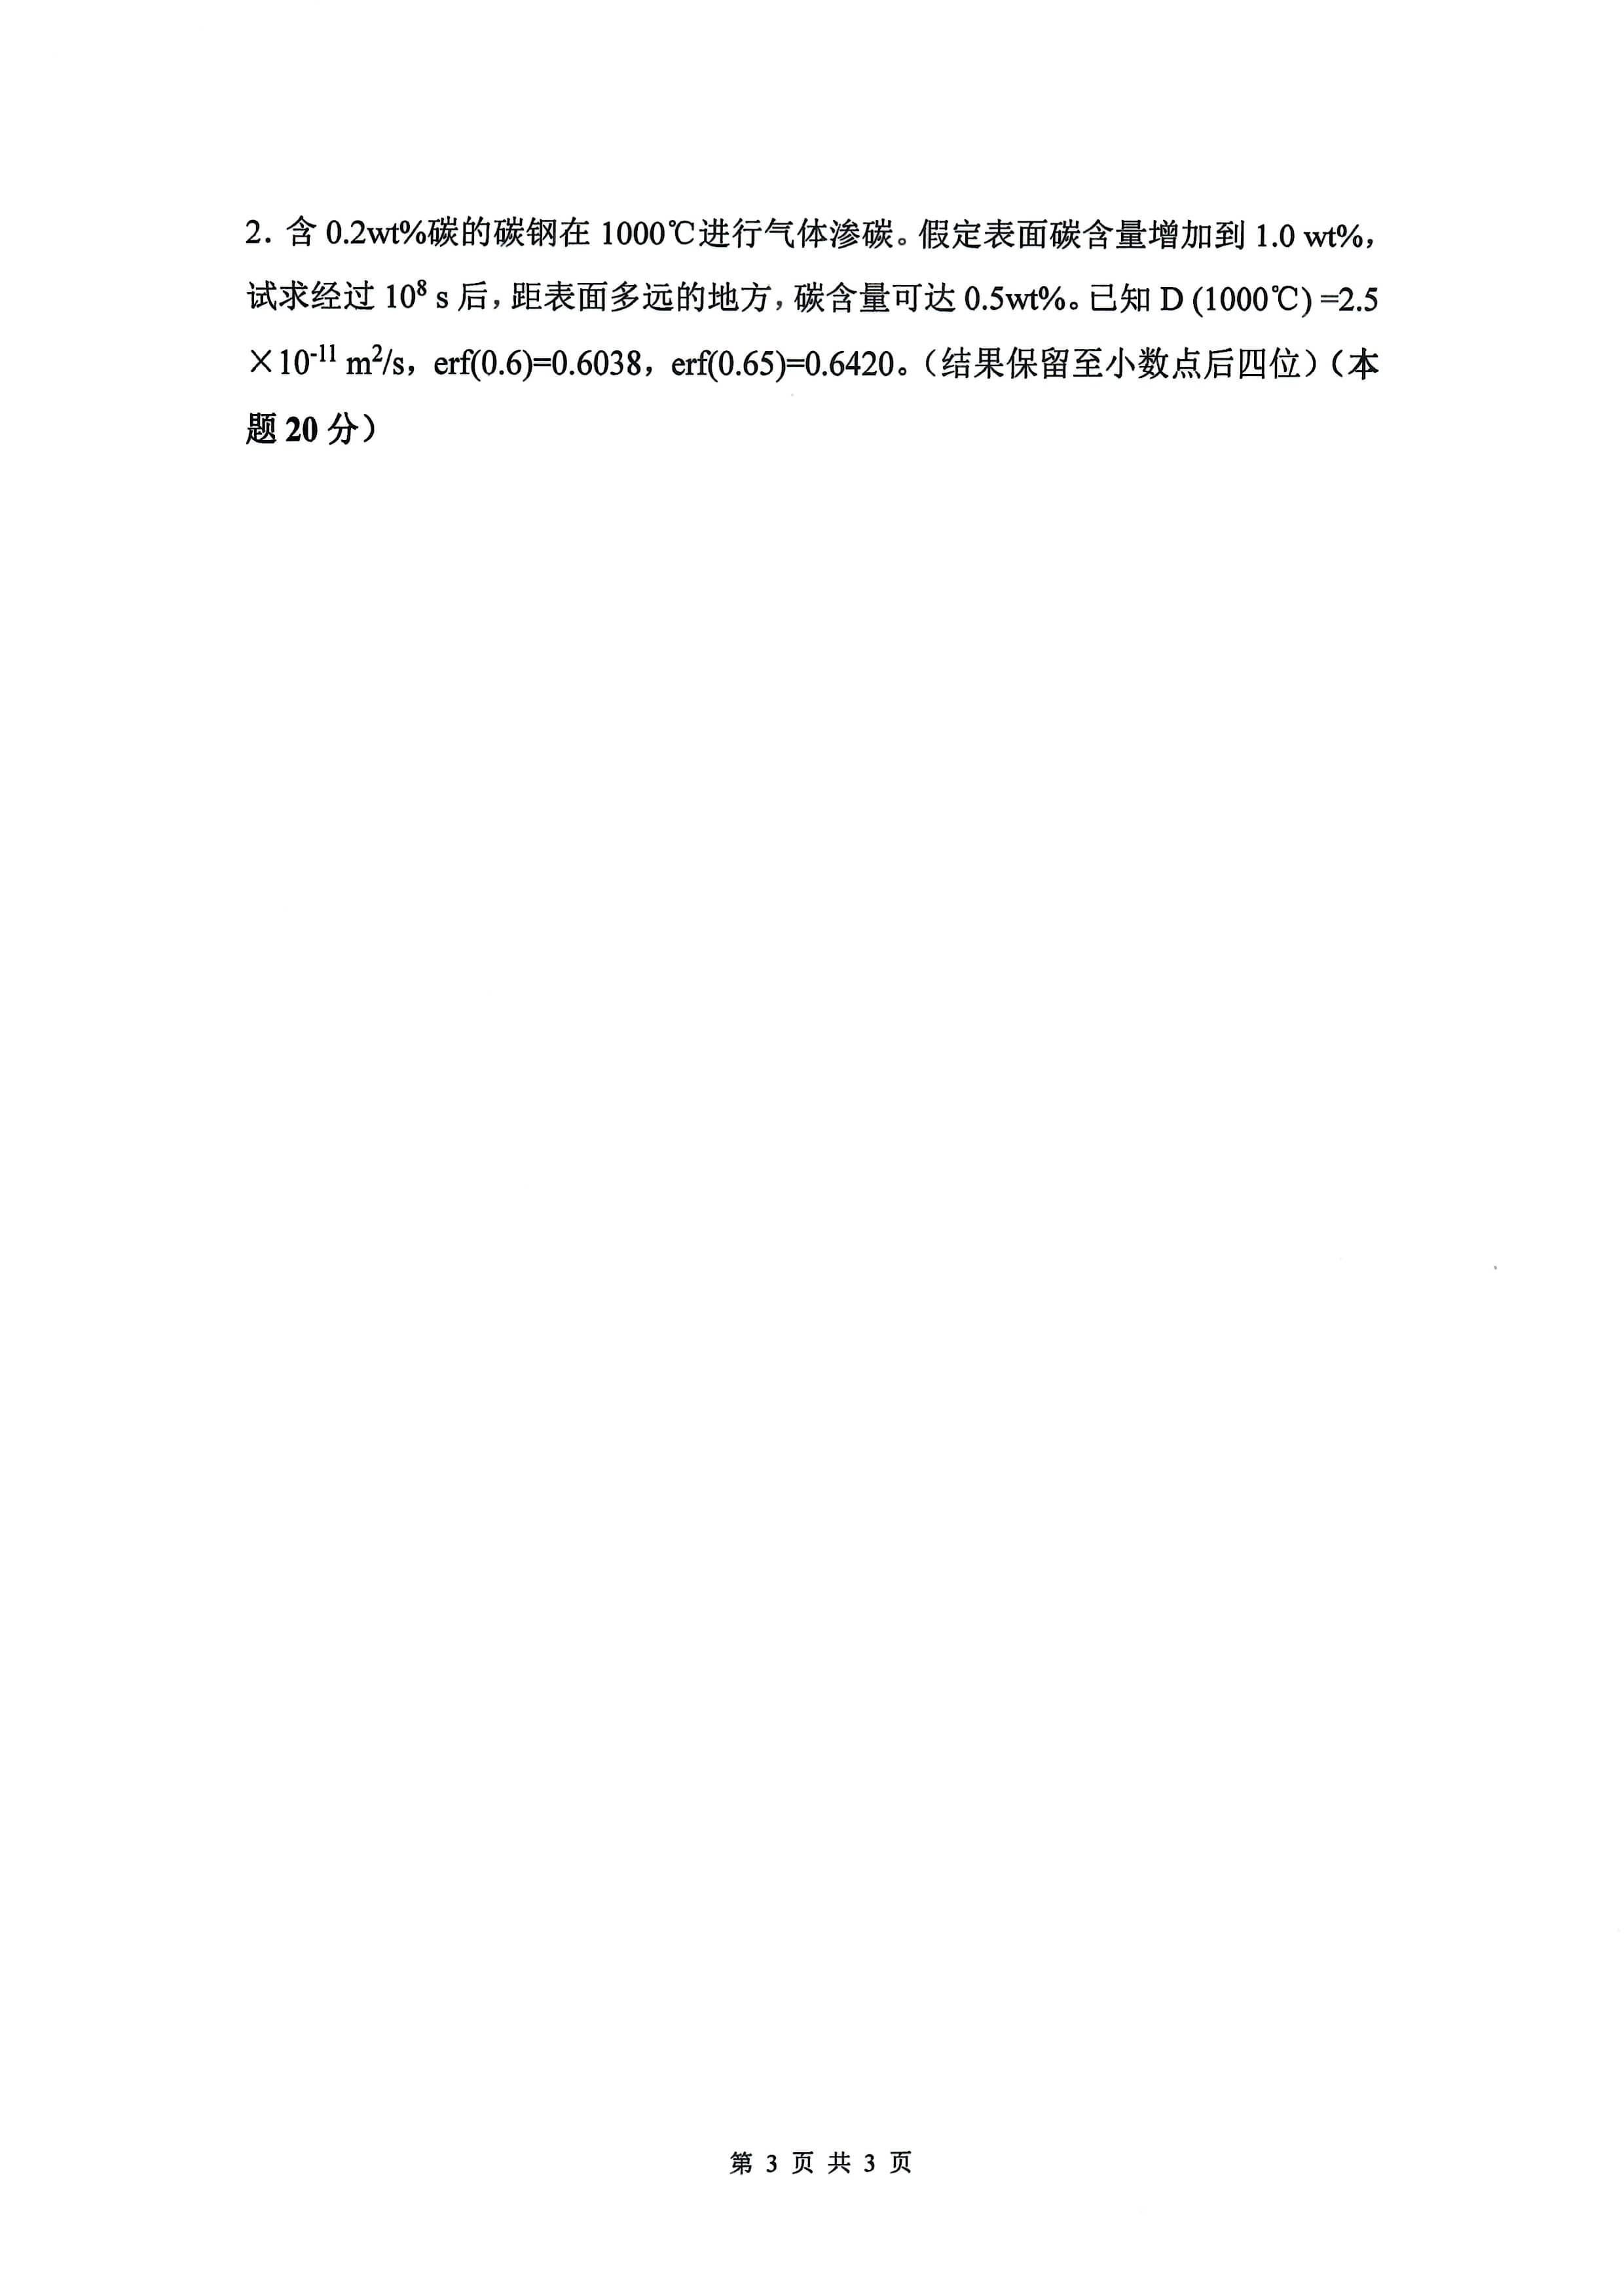 2. 含 0.2wt%碳的碳钢在 1000℃进行气体渗碳。假定表面碳含量增加到 1.0 wt%，
试求经过 10⁸ s 后，距表面多远的地方，碳含量可达 0.5wt%。已知 D (1000℃) =2.5
×10⁻¹¹ m²/s，erf(0.6)=0.6038，erf(0.65)=0.6420。（结果保留至小数点后四位）（本
题 20 分）
第 3 页 共 3 页